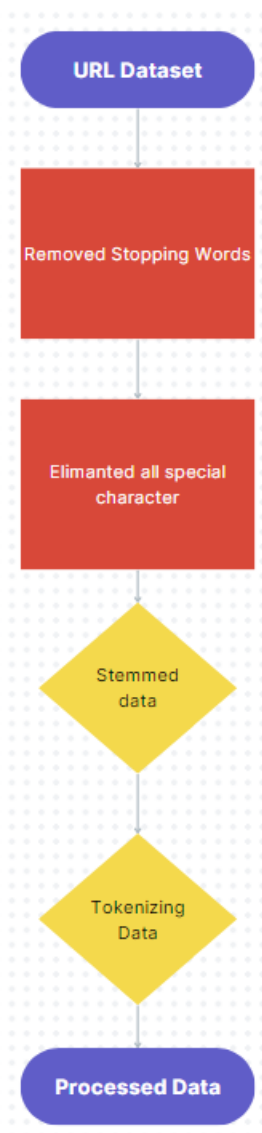 URL Dataset
Removed Stopping Words
Elimanted all special
character
Stemmed
data
Tokenizing
Data
Processed Data